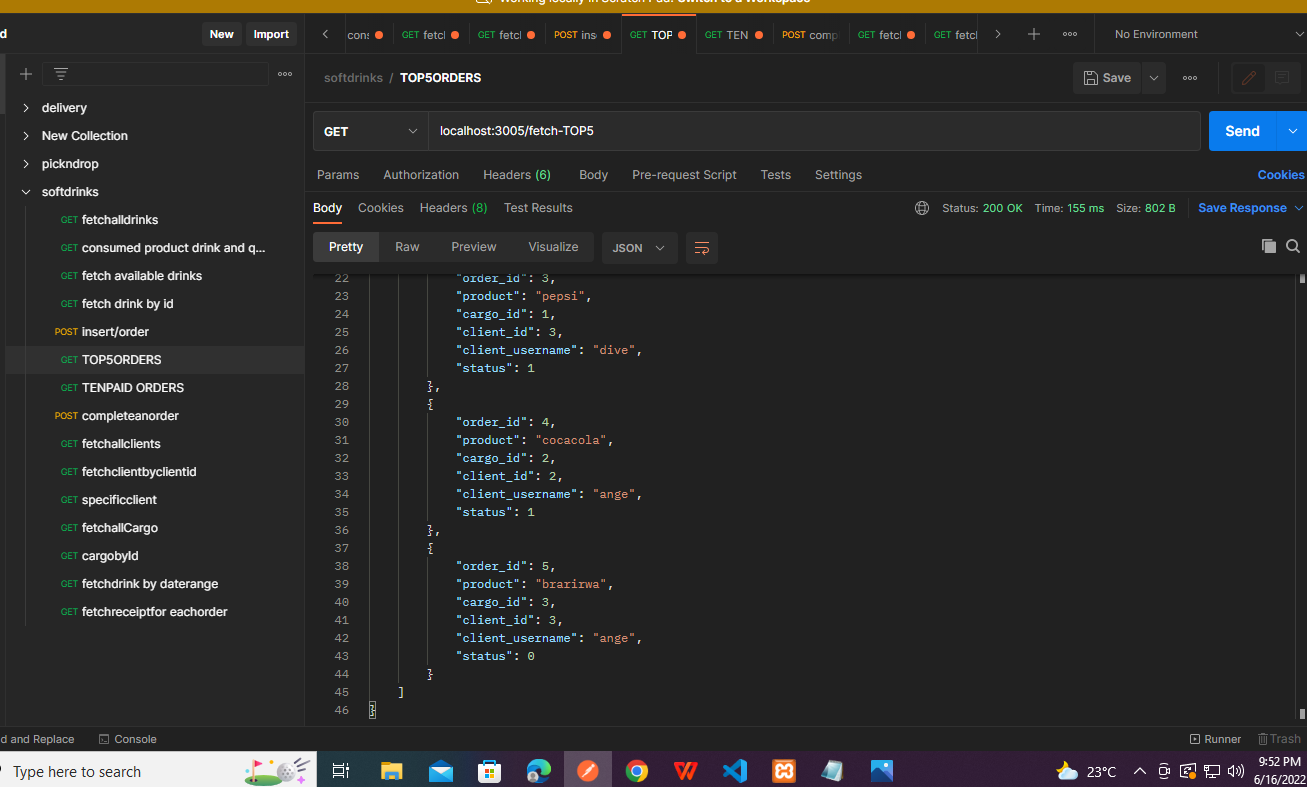 Working locally in Scratch Pad. Switch to a Workspace
d
New Import
cons
GET fetcl
GET fetcl
POST ins
GET TOP
GET TEN
POST comp
GET fetcl
GET fetcl
No Environment
softdrinks / TOP5ORDERS
Save
GET localhost:3005/fetch-TOP5 Send
Params Authorization Headers (6) Body Pre-request Script Tests Settings Cookies
Body Cookies Headers (8) Test Results Status: 200 OK Time: 155 ms Size: 802 B Save Response
Pretty Raw Preview Visualize JSON
delivery
New Collection
pickndrop
softdrinks
GET fetchalldrinks
GET consumed product drink and q...
GET fetch available drinks
GET fetch drink by id
POST insert/order
GET TOP5ORDERS
GET TENPAID ORDERS
POST completeanorder
GET fetchallclients
GET fetchclientbyclientid
GET specificclient
GET fetchallCargo
GET cargobyId
GET fetchdrink by daterange
GET fetchreceiptfor eachorder
22 "order_id": 3,
23 "product": "pepsi",
24 "cargo_id": 1,
25 "client_id": 3,
26 "client_username": "dive",
27 "status": 1
28 },
29 {
30 "order_id": 4,
31 "product": "cocacola",
32 "cargo_id": 2,
33 "client_id": 2,
34 "client_username": "ange",
35 "status": 1
36 },
37 {
38 "order_id": 5,
39 "product": "brarirwa",
40 "cargo_id": 3,
41 "client_id": 3,
42 "client_username": "ange",
43 "status": 0
44 }
45 ]
46 }
d and Replace Console Runner Trash
Type here to search
23°C
9:52 PM
6/16/2022